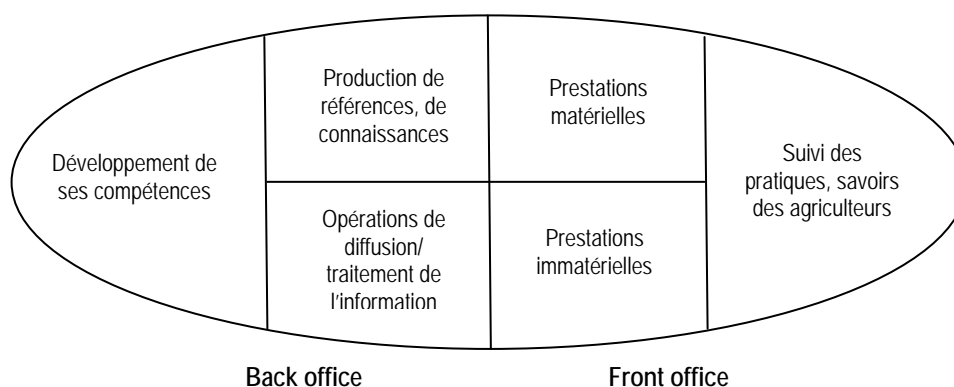 Développement de
ses compétences
Production de
références, de
connaissances
Opérations de
diffusion/
traitement de
l'information
Prestations
matérielles
Prestations
immatérielles
Suivi des
pratiques, savoirs
des agriculteurs
Back office
Front office